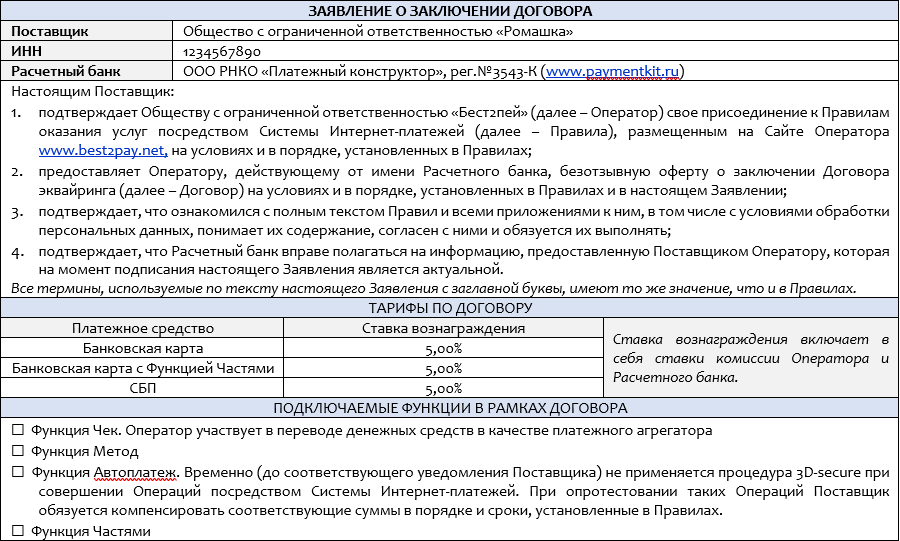 ЗАЯВЛЕНИЕ О ЗАКЛЮЧЕНИИ ДОГОВОРА
Поставщик Общество с ограниченной ответственностью «Ромашка»
ИНН 1234567890
Расчетный банк ООО РНКО «Платежный конструктор», рег.№3543-К (www.paymentkit.ru)
Настоящим Поставщик:
1. подтверждает Обществу с ограниченной ответственностью «Бест2пей» (далее – Оператор) свое присоединение к Правилам
оказания услуг посредством Системы Интернет-платежей (далее – Правила), размещенным на Сайте Оператора
www.best2pay.net, на условиях и в порядке, установленных в Правилах;
2. предоставляет Оператору, действующему от имени Расчетного банка, безотзывную оферту о заключении Договора
эквайринга (далее – Договор) на условиях и в порядке, установленных в Правилах и в настоящем Заявлении;
3. подтверждает, что ознакомился с полным текстом Правил и всеми приложениями к ним, в том числе с условиями обработки
персональных данных, понимает их содержание, согласен с ними и обязуется их выполнять;
4. подтверждает, что Расчетный банк вправе полагаться на информацию, предоставленную Поставщиком Оператору, которая
на момент подписания настоящего Заявления является актуальной.
Все термины, используемые по тексту настоящего Заявления с заглавной буквы, имеют то же значение, что и в Правилах.
ТАРИФЫ ПО ДОГОВОРУ
Платежное средство Ставка вознаграждения
Банковская карта 5,00%
Банковская карта с Функцией Частями 5,00%
СБП 5,00%
Ставка вознаграждения включает в
себя ставки комиссии Оператора и
Расчетного банка.
ПОДКЛЮЧАЕМЫЕ ФУНКЦИИ В РАМКАХ ДОГОВОРА
☐ Функция Чек. Оператор участвует в переводе денежных средств в качестве платежного агрегатора
☐ Функция Метод
☐ Функция Автоплатеж. Временно (до соответствующего уведомления Поставщика) не применяется процедура 3D-secure при
совершении Операций посредством Системы Интернет-платежей. При опротестовании таких Операций Поставщик
обязуется компенсировать соответствующие суммы в порядке и сроки, установленные в Правилах.
☐ Функция Частями